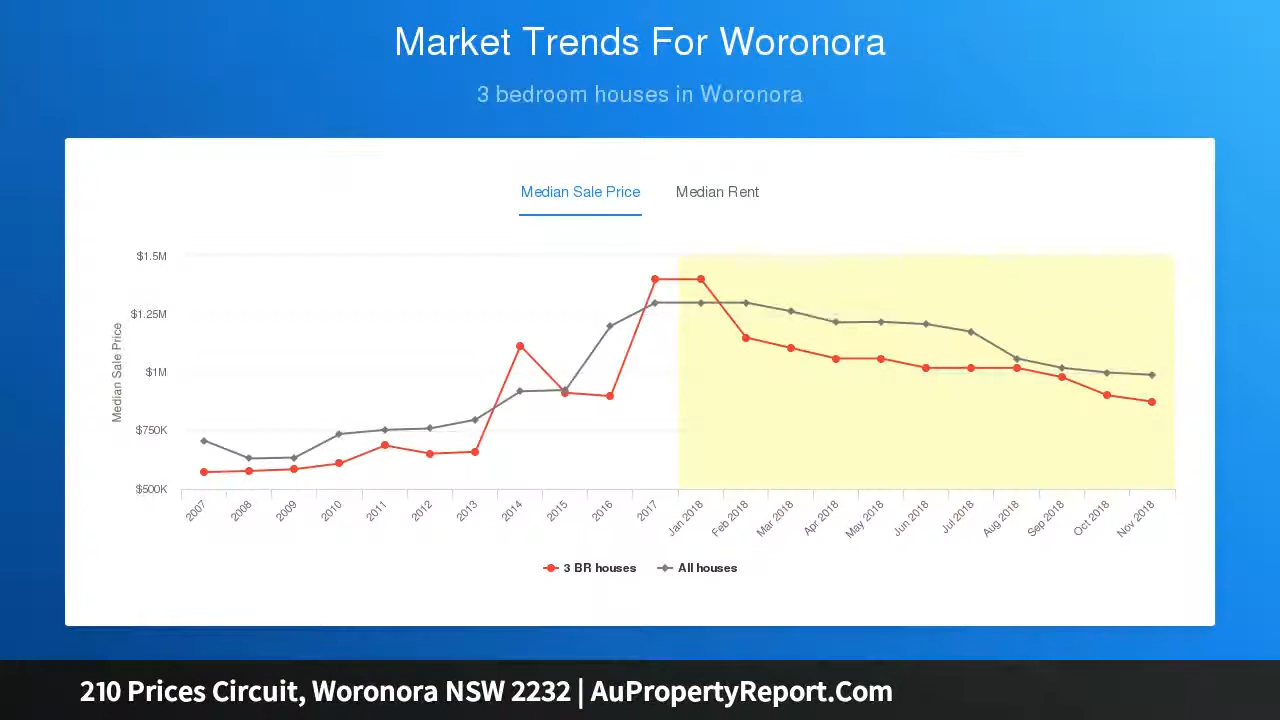 Market Trends For Woronora
3 bedroom houses in Woronora
Median Sale Price Median Rent
$1.5M
$1.25M
$1M
$750K
$500K
Median Sale Price
2007 2008 2009 2010 2011 2012 2013 2014 2015 2016 2017 Jan 2018 Feb 2018 Mar 2018 Apr 2018 May 2018 Jun 2018 Jul 2018 Aug 2018 Sep 2018 Oct 2018 Nov 2018
3 BR houses All houses
210 Prices Circuit, Woronora NSW 2232 | AuPropertyReport.Com